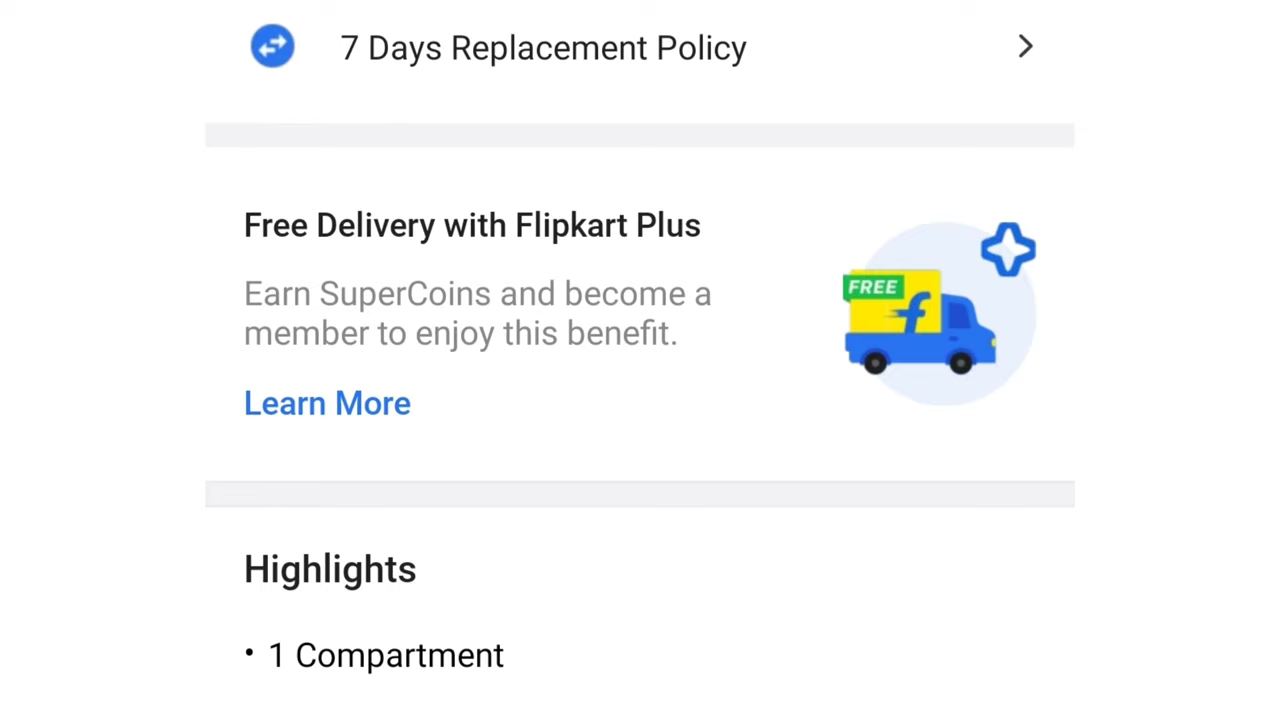 7 Days Replacement Policy
Free Delivery with Flipkart Plus
Earn SuperCoins and become a
member to enjoy this benefit.
FREE
f
Learn More
Highlights
• 1 Compartment